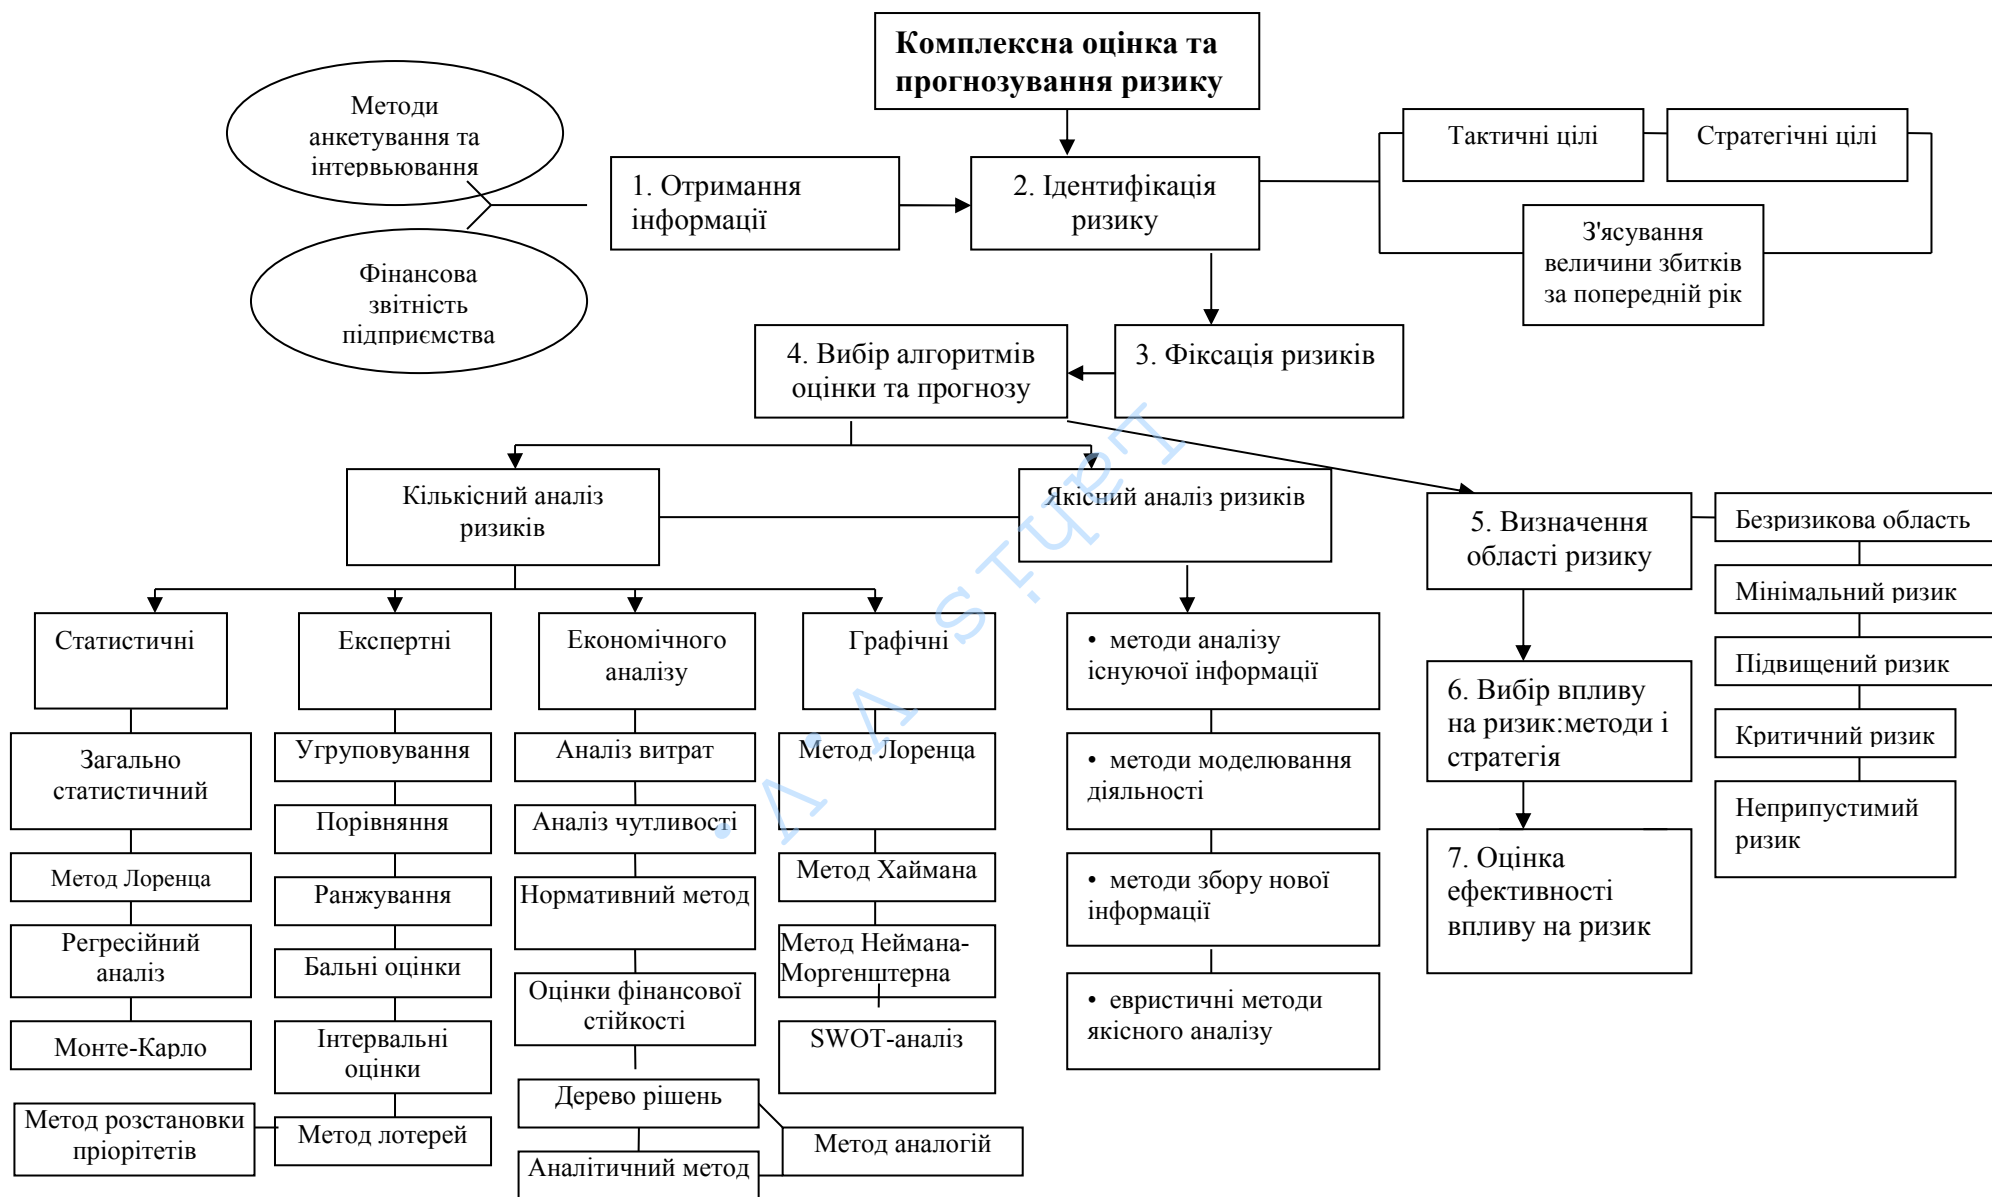 Комплексна оцінка та
прогнозування ризику
Методи
анкетування та
інтервьювання
Фінансова
звітність
підприємства
1. Отримання
інформації
2. Ідентифікація
ризику
Тактичні цілі
Стратегічні цілі
З'ясування
величини збитків
за попередній рік
4. Вибір алгоритмів
оцінки та прогнозу
3. Фіксація ризиків
Кількісний аналіз
ризиків
Якісний аналіз ризиків
5. Визначення
області ризику
Безризикова область
Мінімальний ризик
Підвищений ризик
Критичний ризик
Неприпустимий
ризик
6. Вибір впливу
на ризик:методи і
стратегія
7. Оцінка
ефективності
впливу на ризик
Статистичні
Загально
статистичний
Метод Лоренца
Регресійний
аналіз
Монте-Карло
Експертні
Угруповування
Порівняння
Ранжування
Бальні оцінки
Інтервальні
оцінки
Метод лотерей
Метод розстановки
пріорітетів
Економічного
аналізу
Аналіз витрат
Аналіз чутливості
Нормативний метод
Оцінки фінансової
стійкості
Дерево рішень
Аналітичний метод
Метод аналогій
Графічні
Метод Лоренца
Метод Хаймана
Метод Неймана-
Моргенштерна
SWOT-аналіз
• методи аналізу
існуючої інформації
• методи моделювання
діяльності
• методи збору нової
інформації
• евристичні методи
якісного аналізу